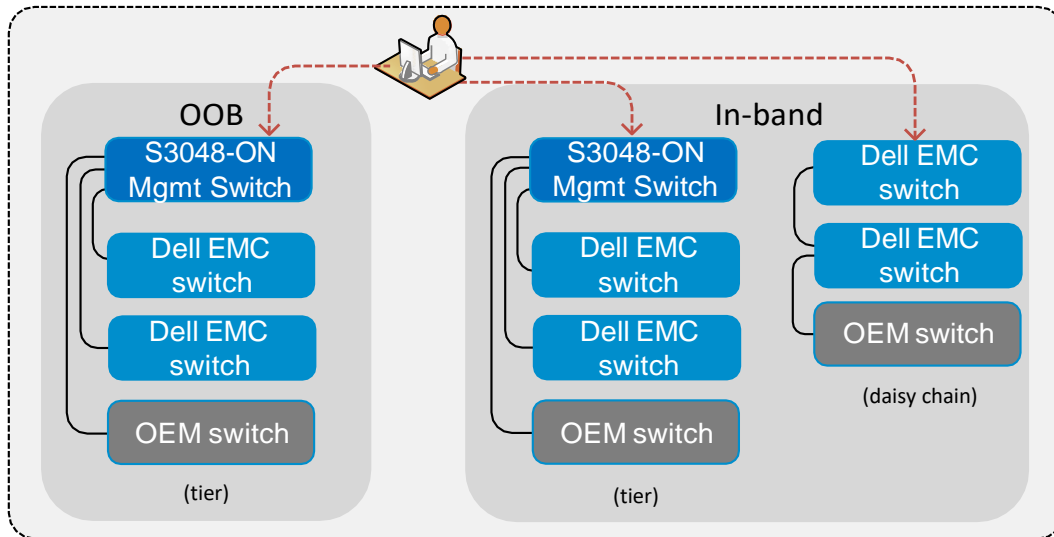 OOB
S3048-ON
Mgmt Switch
Dell EMC
switch
Dell EMC
switch
OEM switch
(tier)
In-band
S3048-ON
Mgmt Switch
Dell EMC
switch
Dell EMC
switch
OEM switch
(tier)
Dell EMC
switch
Dell EMC
switch
OEM switch
(daisy chain)